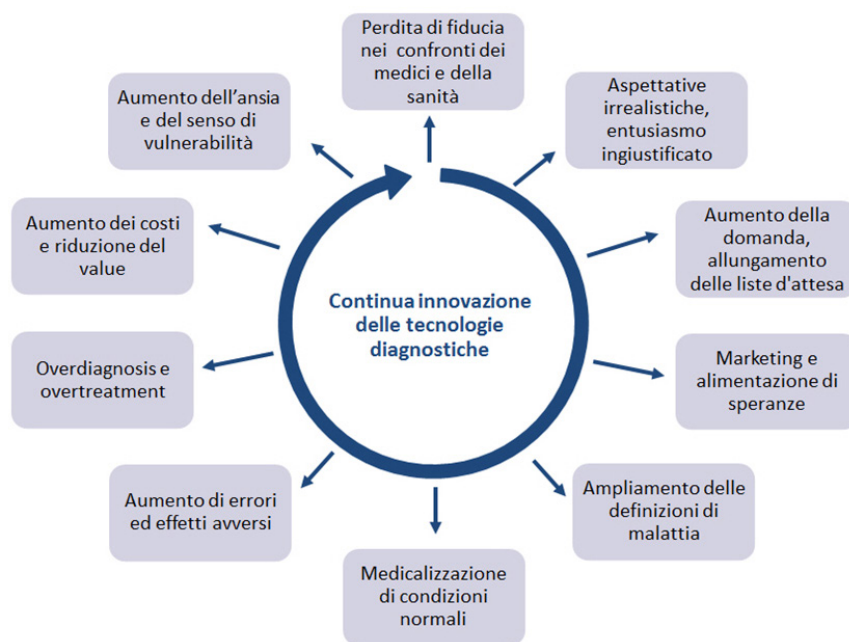 Perdita di fiducia
nei confronti dei
medici e della
sanità
Aspettative
irrealistiche,
entusiasmo
ingiustificato
Aumento della
domanda,
allungamento
delle liste d'attesa
Marketing e
alimentazione di
speranze
Ampliamento delle
definizioni di
malattia
Medicalizzazione
di condizioni
normali
Aumento di errori
ed effetti avversi
Overdiagnosis e
overtreatment
Aumento dei costi
e riduzione del
value
Aumento dell'ansia
e del senso di
vulnerabilità
Continua innovazione
delle tecnologie
diagnostiche